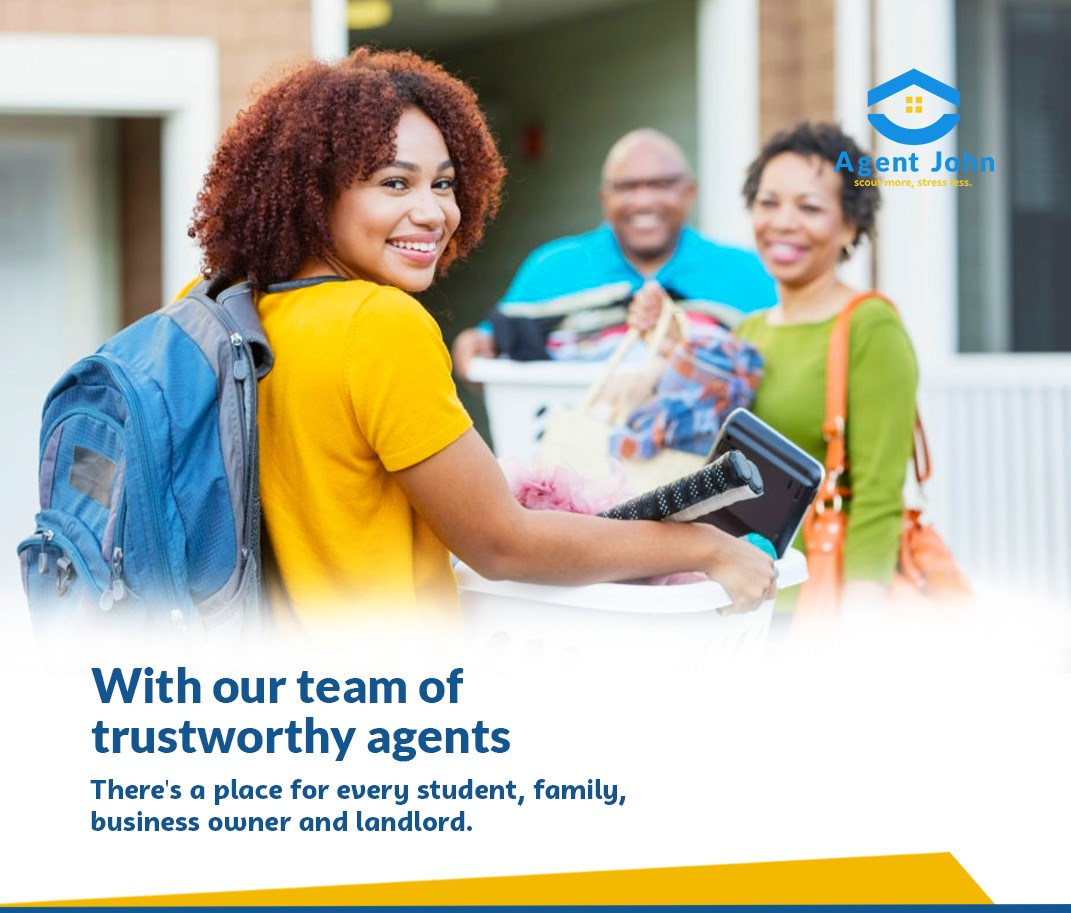 Agent John
scout more, stress less.
With our team of
trustworthy agents
There's a place for every student, family,
business owner and landlord.